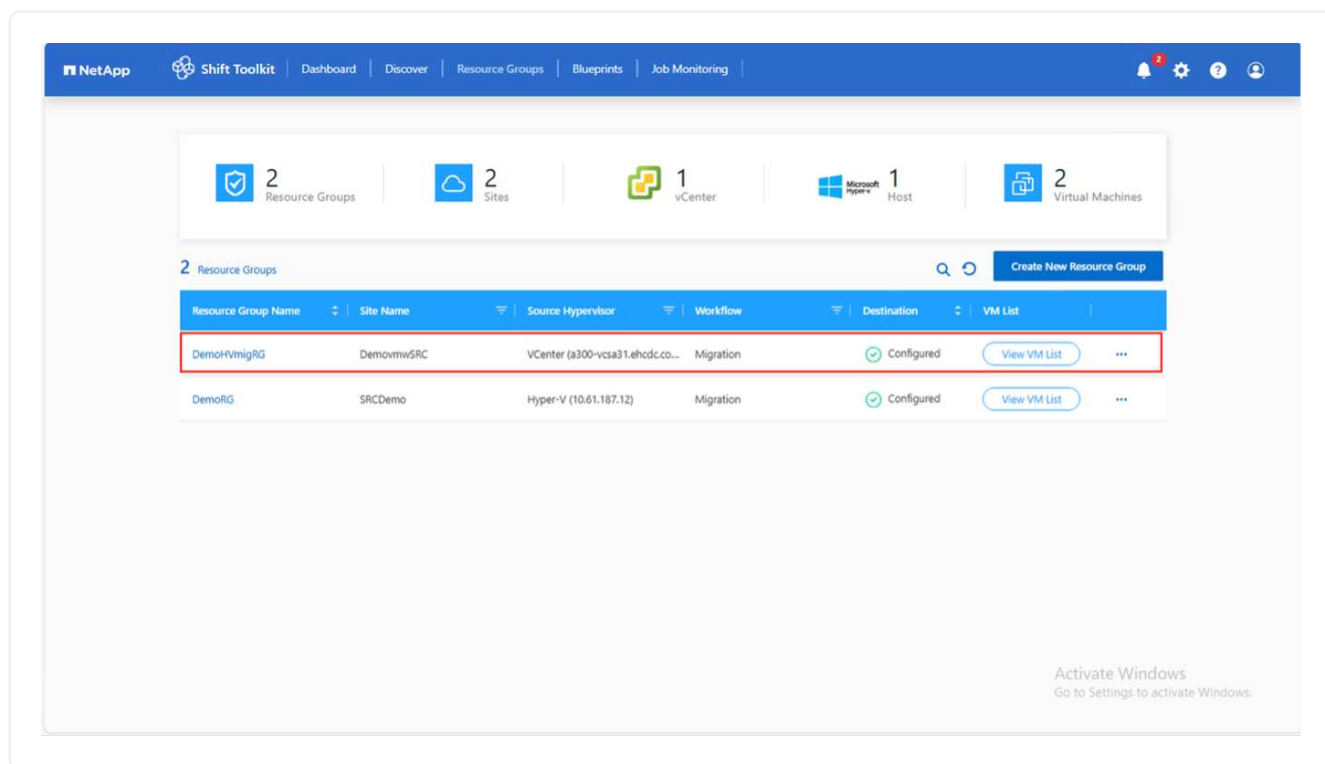 NetApp Shift Toolkit Dashboard Discover Resource Groups Blueprints Job Monitoring 2
2 Resource Groups
2 Sites
1 vCenter
Microsoft Hyper-V 1 Host
2 Virtual Machines
2 Resource Groups Create New Resource Group
Resource Group Name Site Name Source Hypervisor Workflow Destination VM List
DemoHVmigRG DemovmwSRC VCenter (a300-vcsa31.ehcdc.co... Migration Configured View VM List ...
DemoRG SRCDemo Hyper-V (10.61.187.12) Migration Configured View VM List ...
Activate Windows
Go to Settings to activate Windows.